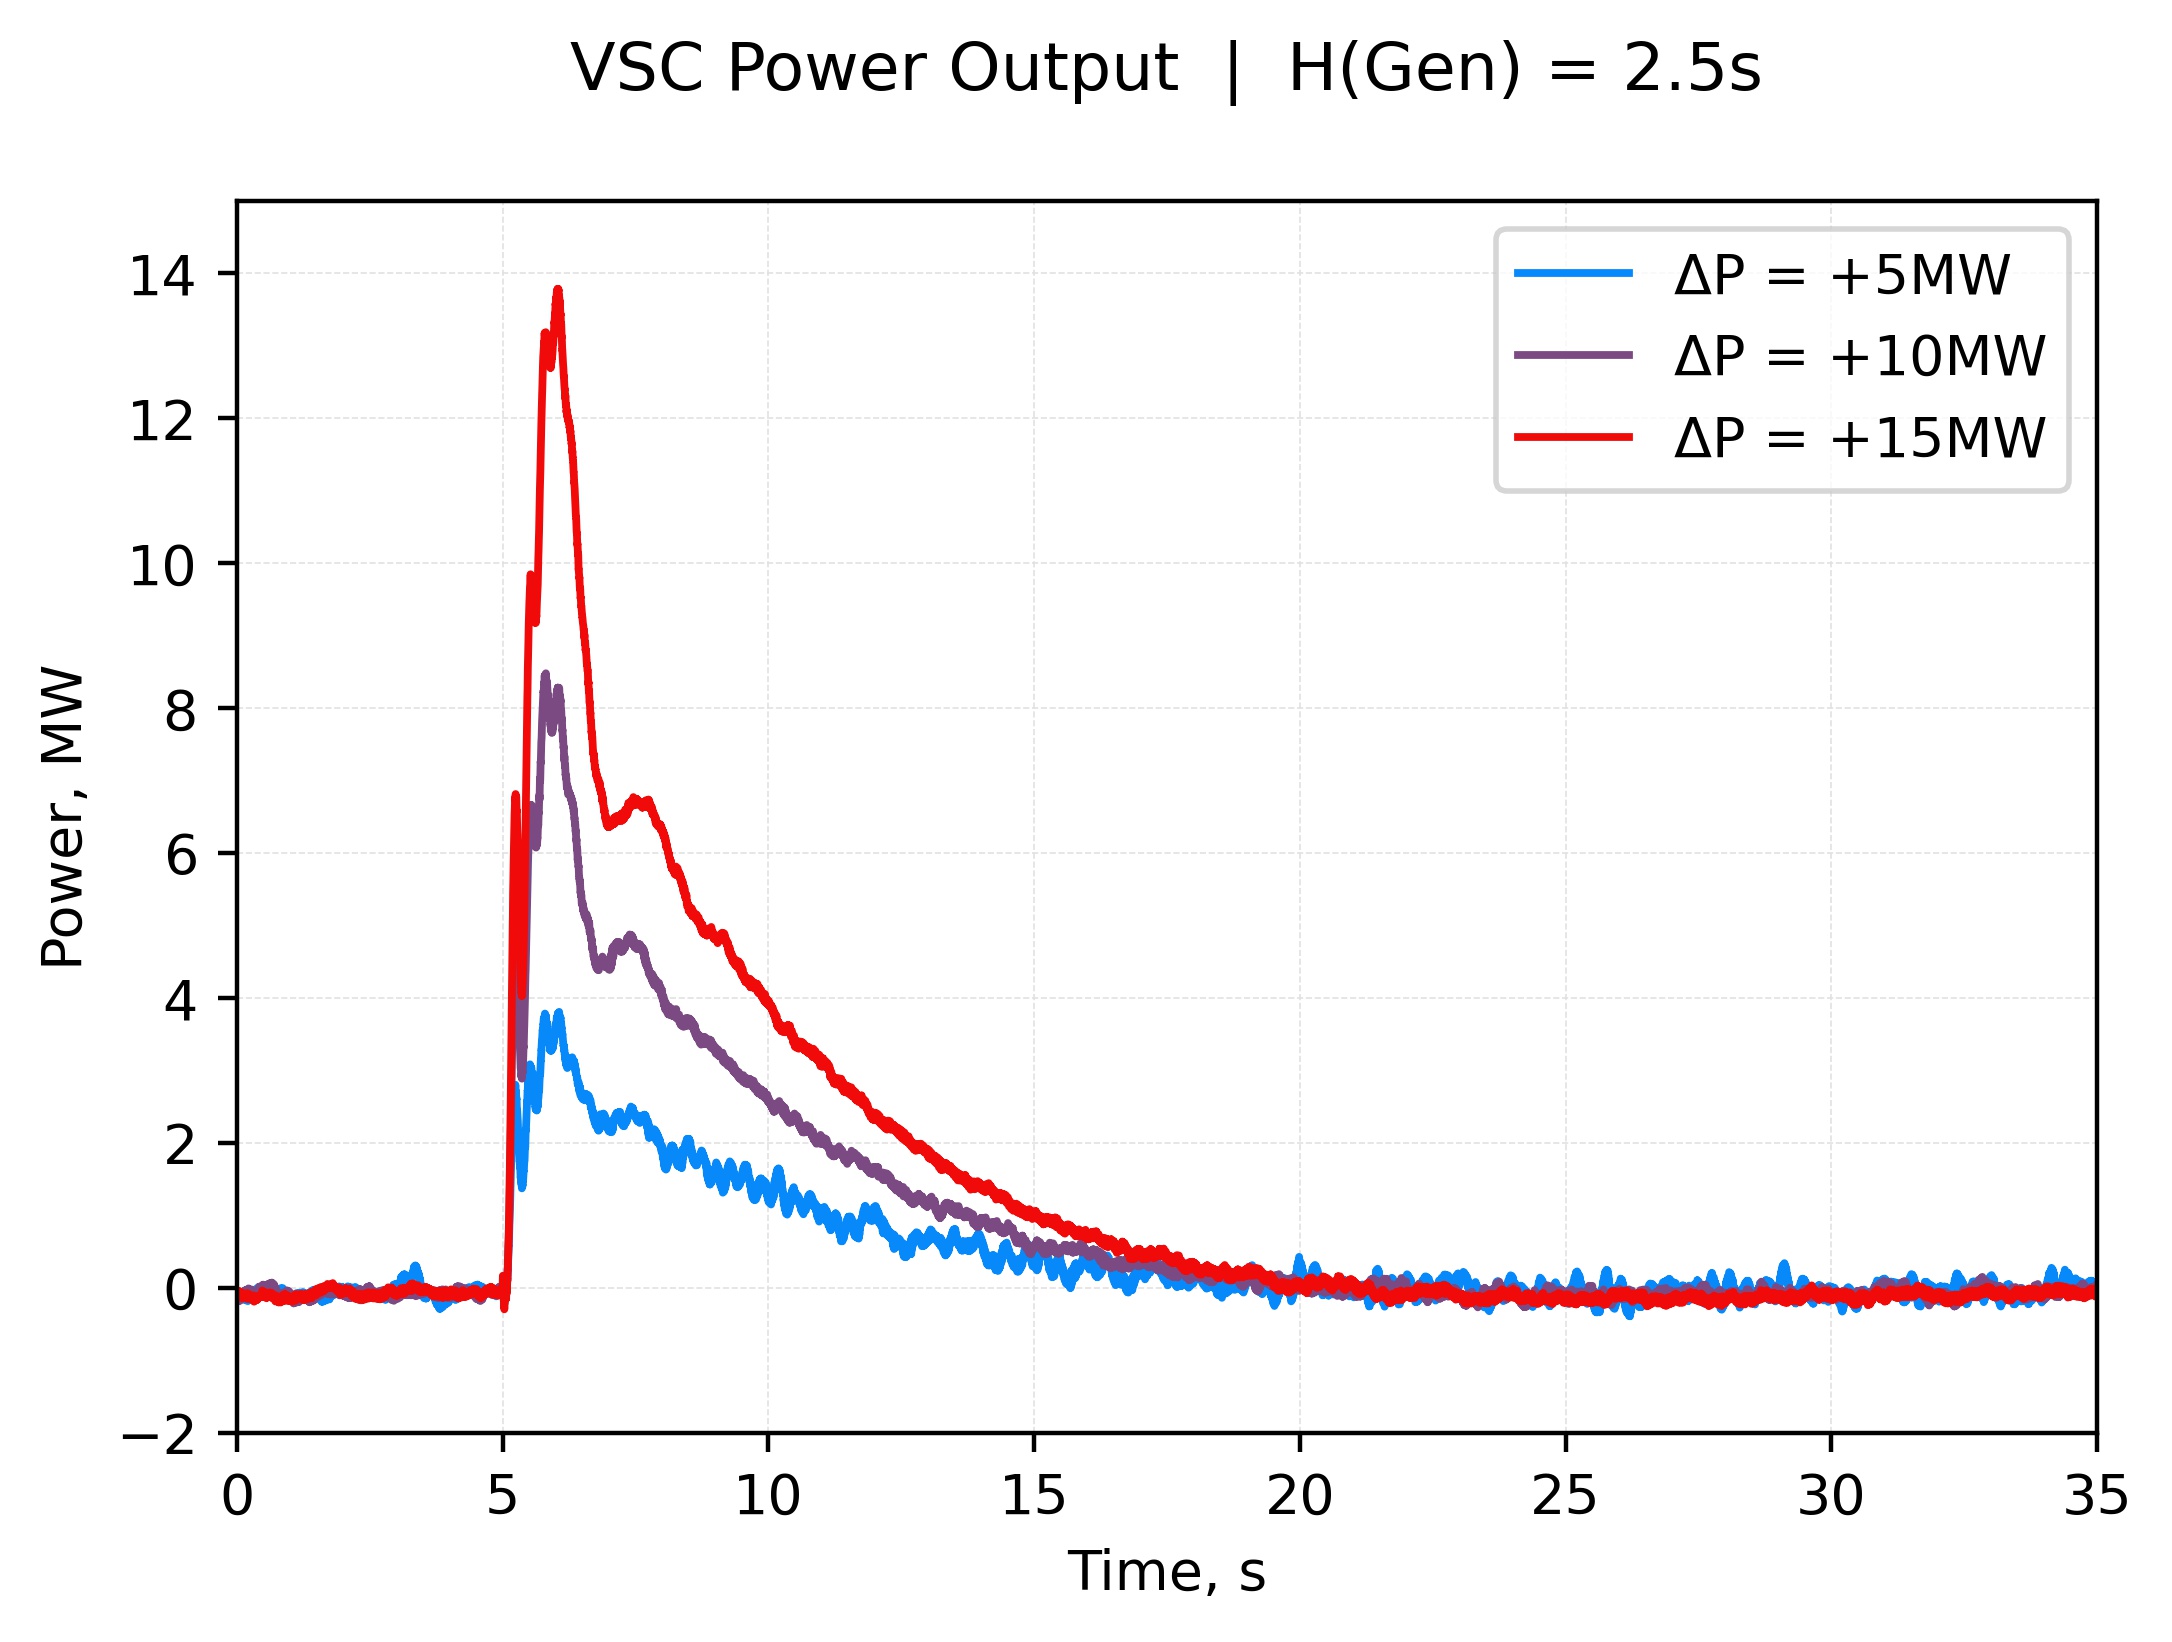 VSC Power Output | H(Gen) = 2.5s
ΔP = +5MW
ΔP = +10MW
ΔP = +15MW
Power, MW
14
12
10
8
6
4
2
0
−2
0 5 10 15 20 25 30 35
Time, s